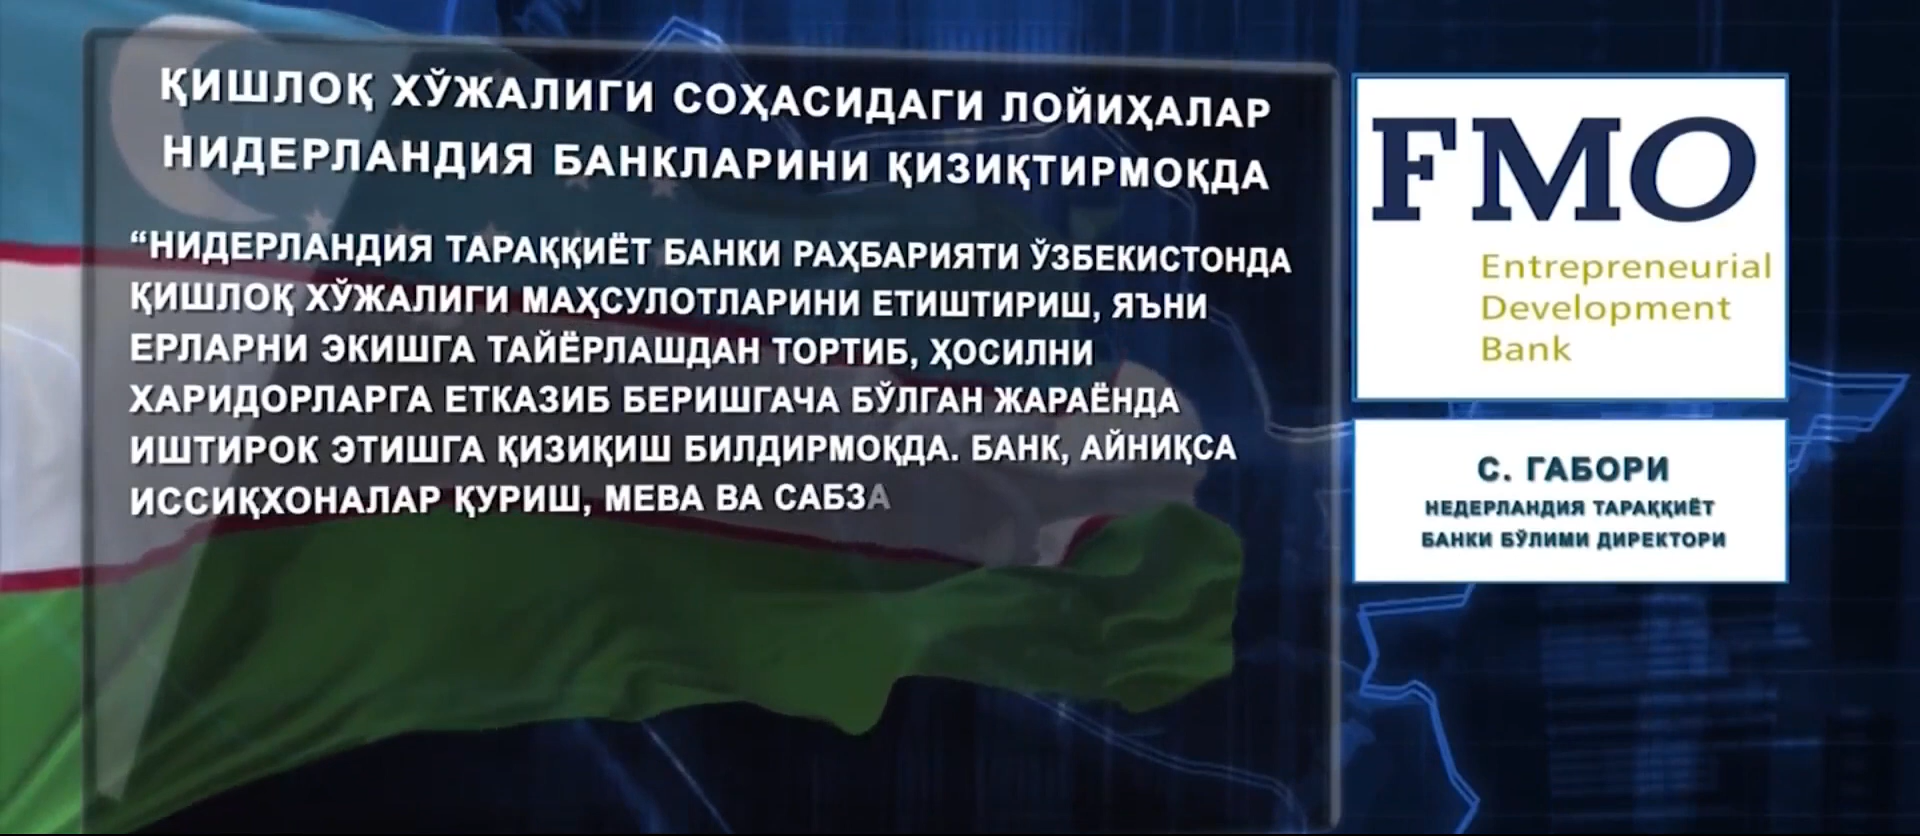 ҚИШЛОҚ ХЎЖАЛИГИ СОҲАСИДАГИ ЛОЙИҲАЛАР
НИДЕРЛАНДИЯ БАНКЛАРИНИ ҚИЗИҚТИРМОҚДА
“НИДЕРЛАНДИЯ ТАРАҚҚИЁТ БАНКИ РАҲБАРИЯТИ ЎЗБЕКИСТОНДА
ҚИШЛОҚ ХЎЖАЛИГИ МАҲСУЛОТЛАРИНИ ЕТИШТИРИШ, ЯЪНИ
ЕРЛАРНИ ЭКИШГА ТАЙЁРЛАШДАН ТОРТИБ, ҲОСИЛНИ
ХАРИДОРЛАРГА ЕТКАЗИБ БЕРИШГАЧА БЎЛГАН ЖАРАЁНДА
ИШТИРОК ЭТИШГА ҚИЗИҚИШ БИЛДИРМОҚДА. БАНК, АЙНИҚСА
ИССИҚХОНАЛАР ҚУРИШ, МЕВА ВА САБЗА
FMO
Entrepreneurial
Development
Bank
С. ГАБОРИ
НЕДЕРЛАНДИЯ ТАРАҚҚИЁТ
БАНКИ БЎЛИМИ ДИРЕКТОРИ